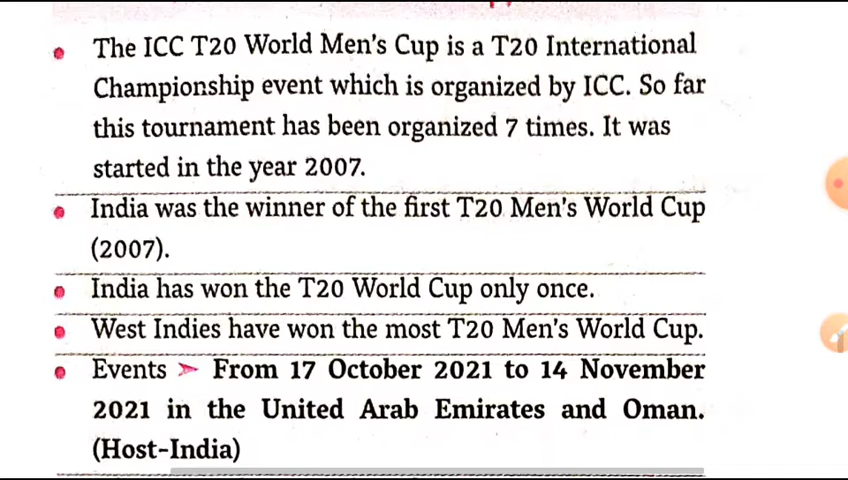 The ICC T20 World Men's Cup is a T20 International
Championship event which is organized by ICC. So far
this tournament has been organized 7 times. It was
started in the year 2007.
India was the winner of the first T20 Men's World Cup
(2007).
India has won the T20 World Cup only once.
West Indies have won the most T20 Men's World Cup.
Events ➢ From 17 October 2021 to 14 November
2021 in the United Arab Emirates and Oman.
(Host-India)